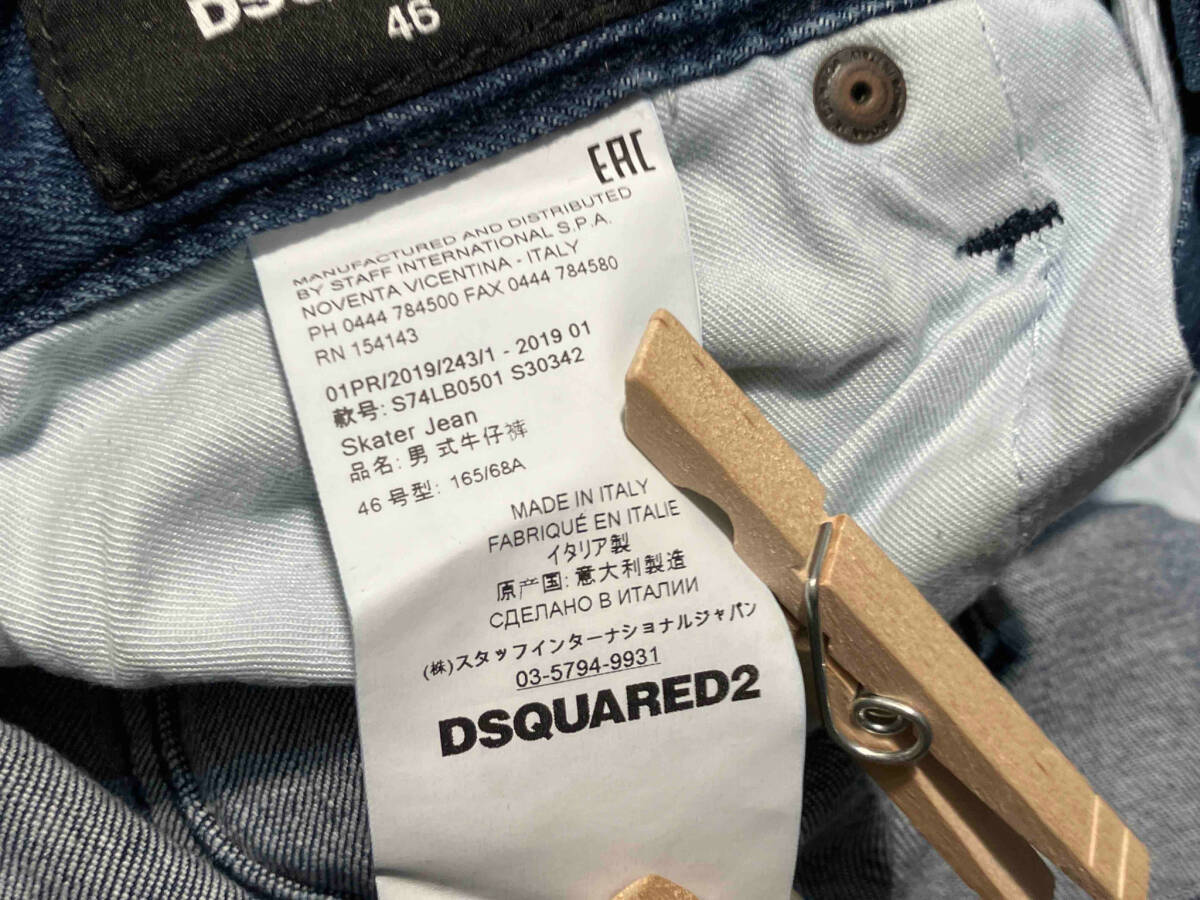 46
EAC
MANUFACTURED AND DISTRIBUTED
BY STAFF INTERNATIONAL S.P.A.
NOVENTA VICENTINA - ITALY
PH 0444 784500 FAX 0444 784580
RN 154143
01PR/2019/243/1 - 2019 01
款号: S74LB0501 S30342
Skater Jean
品名: 男 式牛仔裤
46 号型: 165/68A
MADE IN ITALY
FABRIQUÉ EN ITALIE
イタリア製
原产国: 意大利製造
СДЕЛАНО В ИТАЛИИ
(株)スタッフインターナショナルジャパン
03-5794-9931
DSQUARED2